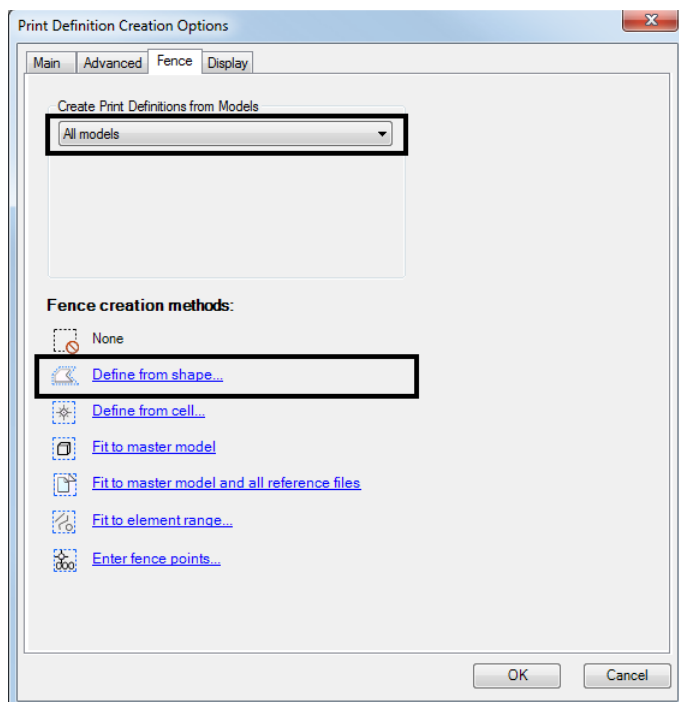 Print Definition Creation Options
Main Advanced Fence Display
Create Print Definitions from Models
All models
Fence creation methods:
None
Define from shape...
Define from cell...
Fit to master model
Fit to master model and all reference files
Fit to element range...
Enter fence points...
OK Cancel